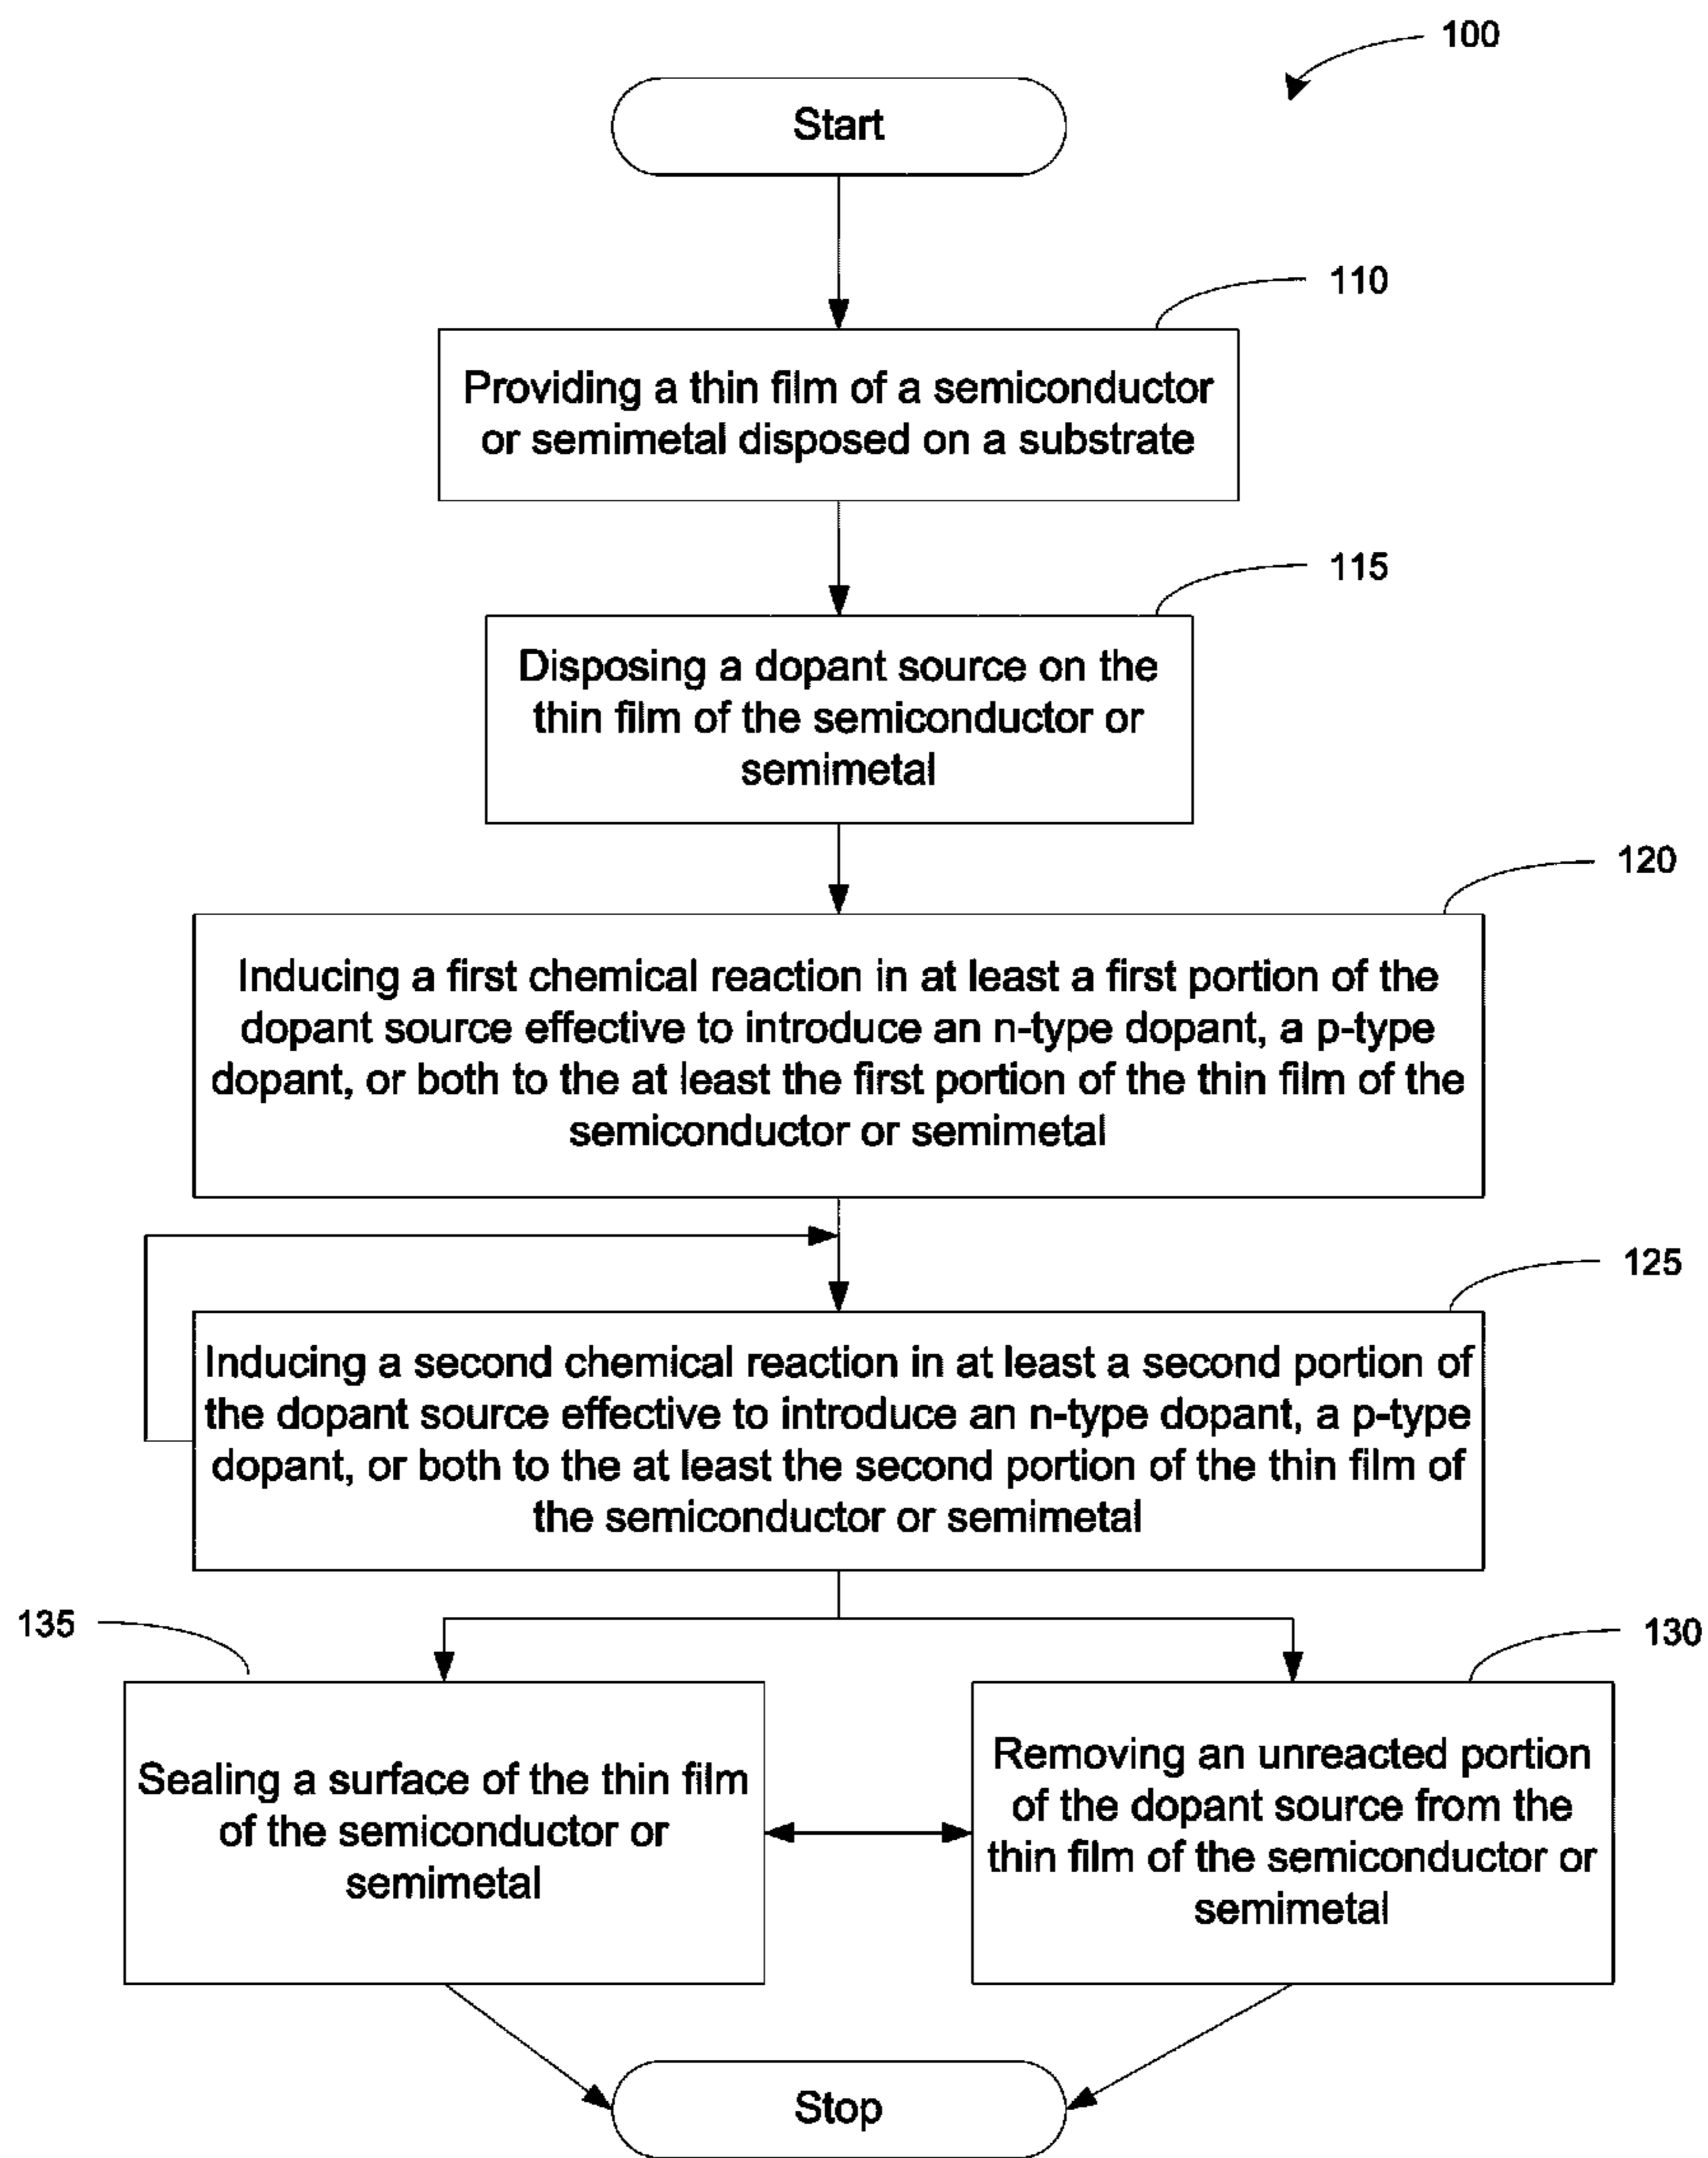 100
Start
110
Providing a thin film of a semiconductor
or semimetal disposed on a substrate
115
Disposing a dopant source on the
thin film of the semiconductor or
semimetal
120
Inducing a first chemical reaction in at least a first portion of the
dopant source effective to introduce an n-type dopant, a p-type
dopant, or both to the at least the first portion of the thin film of the
semiconductor or semimetal
125
Inducing a second chemical reaction in at least a second portion of
the dopant source effective to introduce an n-type dopant, a p-type
dopant, or both to the at least the second portion of the thin film of
the semiconductor or semimetal
135
Sealing a surface of the thin film
of the semiconductor or
semimetal
130
Removing an unreacted portion
of the dopant source from the
thin film of the semiconductor or
semimetal
Stop